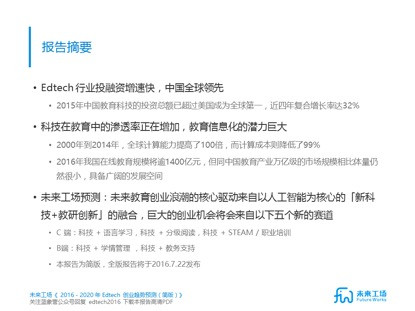 报告摘要
• Edtech 行业投融资增速快，中国全球领先
• 2015年中国教育科技的投资总额已超过美国成为全球第一，近四年复合增长率达32%
• 科技在教育中的渗透率正在增加，教育信息化的潜力巨大
• 2000年到2014年，全球计算能力提高了100倍，而计算成本则降低了99%
• 2016年我国在线教育规模将逾1400亿元，但同中国教育产业万亿级的市场规模相比体量仍
然很小，具备广阔的发展空间
• 未来工场预测：未来教育创业浪潮的核心驱动来自以人工智能为核心的「新科
技+教研创新」的融合，巨大的创业机会将会来自以下五个新的赛道
• C 端：科技 + 语言学习，科技 + 分级阅读，科技 + STEAM / 职业培训
• B端：科技 + 学情管理 ，科技 + 教务支持
• 本报告为简版，全版报告将于2016.7.22发布
未来工场《 2016 - 2020 年 Edtech 创业趋势预测（简版）》
关注蓝象营公众号回复 edtech2016 下载本报告高清PDF
未来工场
FutureWorks